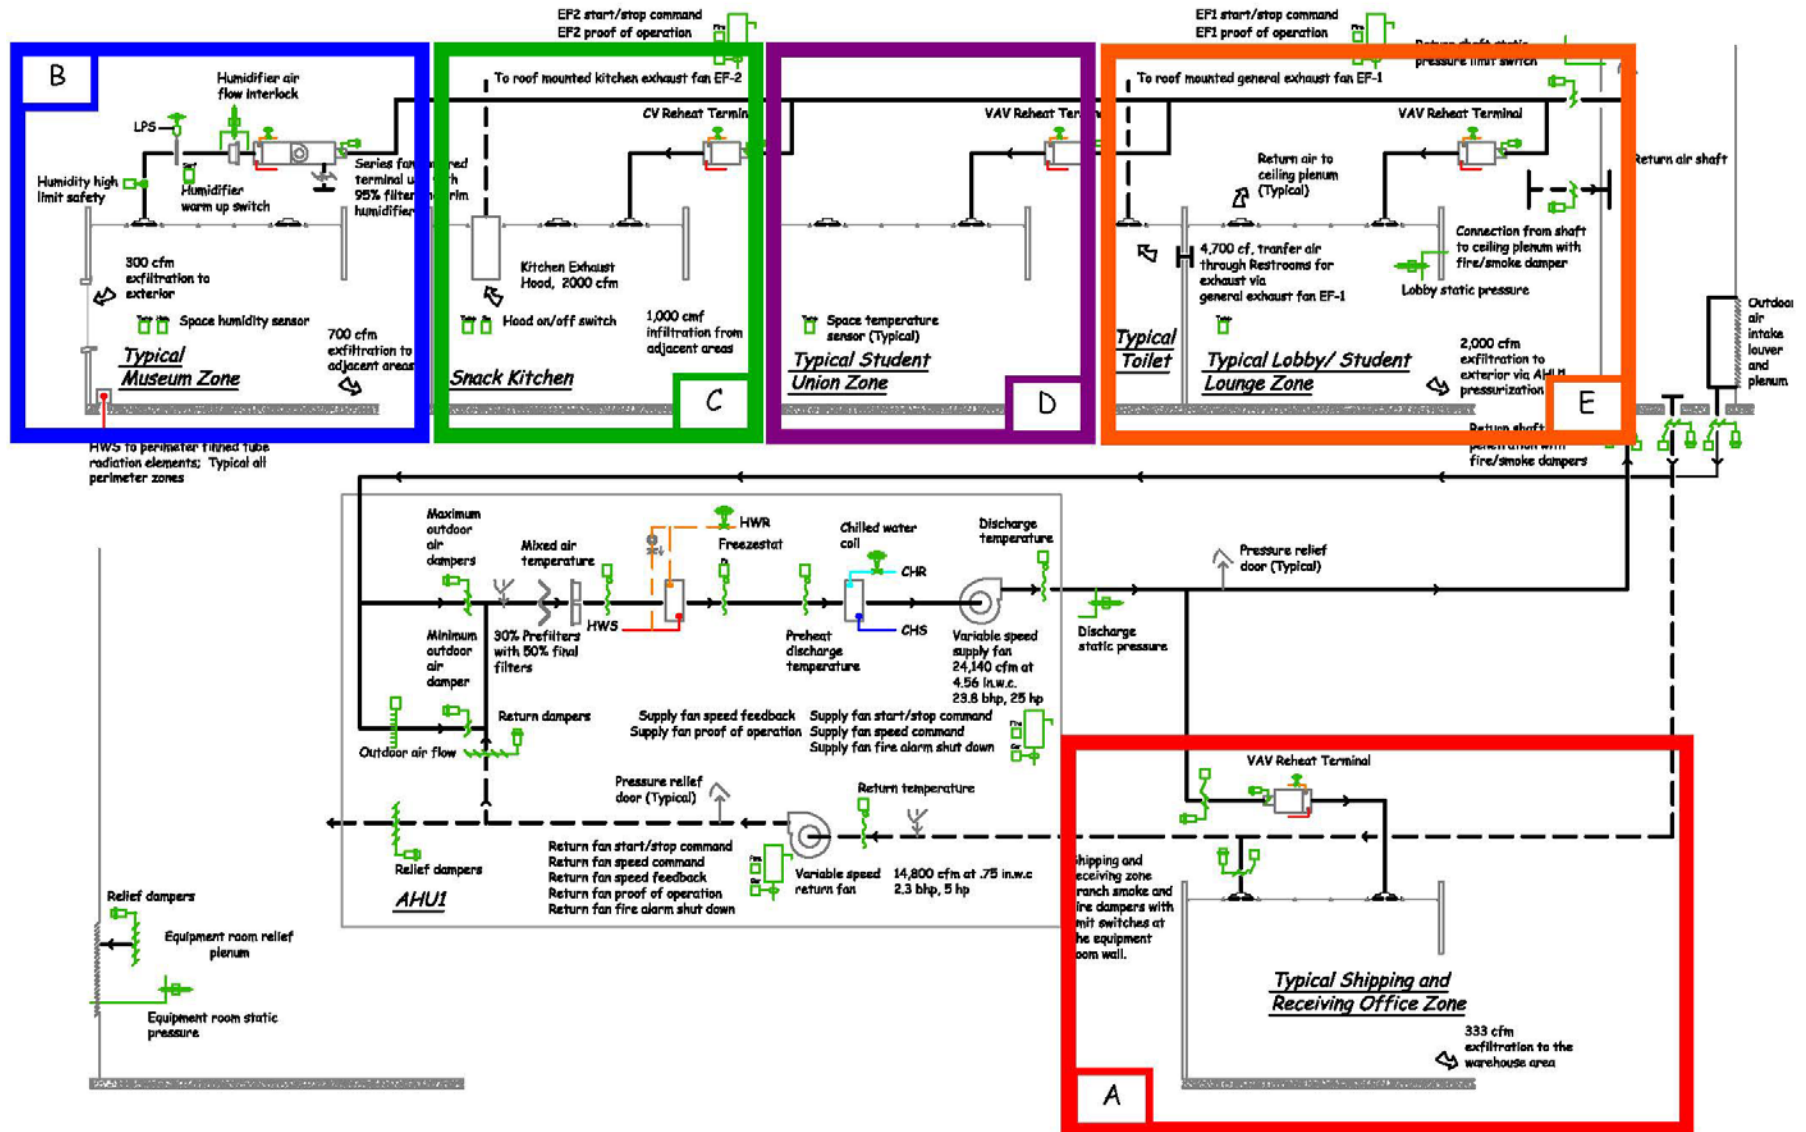 EF2 start/stop command
EF2 proof of operation
EF1 start/stop command
EF1 proof of operation
Return shaft static
pressure limit switch
B
Humidifier air
flow interlock
LPS
Humidity high
limit safety
Humidifier
warm up switch
Series fan
terminal
95% filter
humidifier
300 cfm
exfiltration to
exterior
Space humidity sensor
700 cfm
exfiltration to
adjacent areas
Typical
Museum Zone
HWS to perimeter finned tube
radiation elements; Typical all
perimeter zones
To roof mounted kitchen exhaust fan EF-2
CV Reheat
Kitchen Exhaust
Hood, 2000 cfm
Hood on/off switch
1,000 cmf
infiltration from
adjacent areas
Snack Kitchen
C
VAV Reheat
Space temperature
sensor (Typical)
Typical Student
Union Zone
D
To roof mounted general exhaust fan EF-1
VAV Reheat Terminal
Return air to
ceiling plenum
(Typical)
Return air shaft
4,700 cf, tranfer air
through Restrooms for
exhaust via
general exhaust fan EF-1
Connection from shaft
to ceiling plenum with
fire/smoke damper
Lobby static pressure
Typical
Toilet
Typical Lobby/ Student
Lounge Zone
2,000 cfm
exfiltration to
exterior via AHU1
pressurization
E
Outdoor
air
intake
louver
and
plenum
Return shaft
penetration with
fire/smoke dampers
Maximum
outdoor
air
dampers
Mixed air
temperature
HWR
Freezestat
Chilled water
coil
CHR
Discharge
temperature
Pressure relief
door (Typical)
HWS
CHS
Minimum
outdoor
air
damper
30% Prefilters
with 50% final
filters
Preheat
discharge
temperature
Variable speed
supply fan
24,140 cfm at
4.56 in.w.c.
23.8 bhp, 25 hp
Discharge
static pressure
Return dampers
Outdoor air flow
Supply fan speed feedback
Supply fan proof of operation
Supply fan start/stop command
Supply fan speed command
Supply fan fire alarm shut down
Pressure relief
door (Typical)
Return temperature
Relief dampers
AHU1
Return fan start/stop command
Return fan speed command
Return fan speed feedback
Return fan proof of operation
Return fan fire alarm shut down
Variable speed
return fan
14,800 cfm at .75 in.w.c
2.3 bhp, 5 hp
VAV Reheat Terminal
hipping and
eceiving zone
ranch smoke and
ire dampers with
mit switches at
he equipment
oom wall.
Typical Shipping and
Receiving Office Zone
333 cfm
exfiltration to the
warehouse area
A
Relief dampers
Equipment room relief
plenum
Equipment room static
pressure